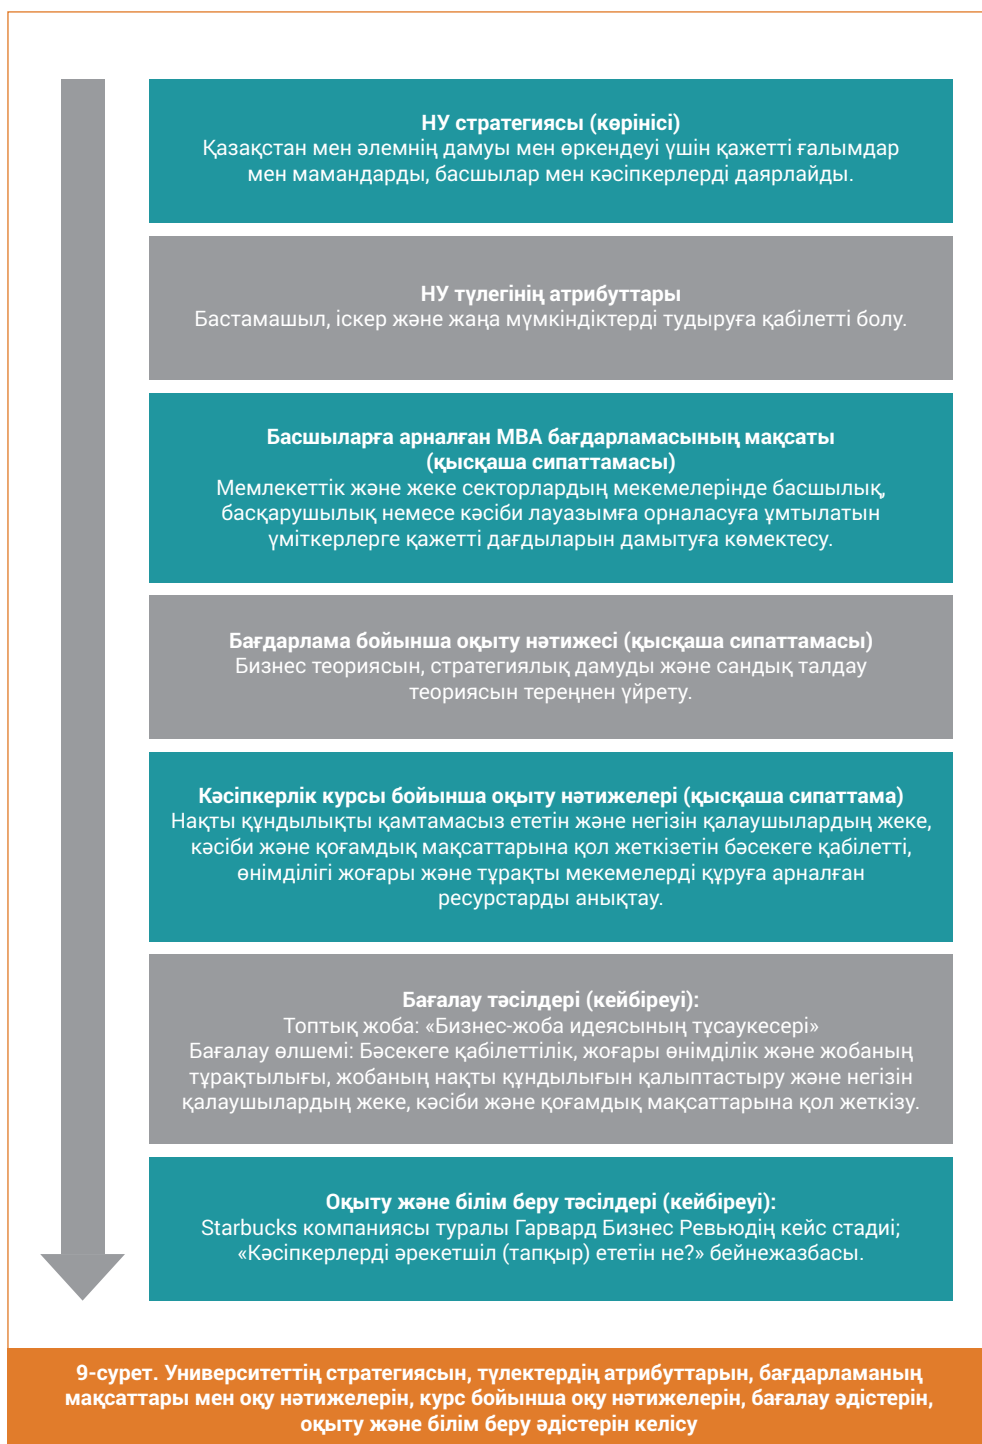 НУ стратегиясы (көрінісі)
Қазақстан мен әлемнің дамуы мен өркендеуі үшін қажетті ғалымдар
мен мамандарды, басшылар мен кәсіпкерлерді даярлайды.
НУ түлегінің атрибуттары
Бастамашыл, іскер және жаңа мүмкіндіктерді тудыруға қабілетті болу.
Басшыларға арналған MBA бағдарламасының мақсаты
(қысқаша сипаттамасы)
Мемлекеттік және жеке секторлардың мекемелерінде басшылық,
басқарушылық немесе кәсіби лауазымға орналасуға ұмтылатын
үміткерлерге қажетті дағдыларын дамытуға көмектесу.
Бағдарлама бойынша оқыту нәтижесі (қысқаша сипаттамасы)
Бизнес теориясын, стратегиялық дамуды және сандық талдау
теориясын тереңнен үйрету.
Кәсіпкерлік курсы бойынша оқыту нәтижелері (қысқаша сипаттама)
Нақты құндылықты қамтамасыз ететін және негізін қалаушылардың жеке,
кәсіби және қоғамдық мақсаттарына қол жеткізетін бәсекеге қабілетті,
өнімділігі жоғары және тұрақты мекемелерді құруға арналған
ресурстарды анықтау.
Бағалау тәсілдері (кейбіреуі):
Топтық жоба: «Бизнес-жоба идеясының тұсаукесері»
Бағалау өлшемі: Бәсекеге қабілеттілік, жоғары өнімділік және жобаның
тұрақтылығы, жобаның нақты құндылығын қалыптастыру және негізін
қалаушылардың жеке, кәсіби және қоғамдық мақсаттарына қол жеткізу.
Оқыту және білім беру тәсілдері (кейбіреуі):
Starbucks компаниясы туралы Гарвард Бизнес Ревьюдің кейс стадиі;
«Кәсіпкерлерді әрекетшіл (тапқыр) ететін не?» бейнежазбасы.
9-сурет. Университеттің стратегиясын, түлектердің атрибуттарын, бағдарламаның
мақсаттары мен оқу нәтижелерін, курс бойынша оқу нәтижелерін, бағалау әдістерін,
оқыту және білім беру әдістерін келісу